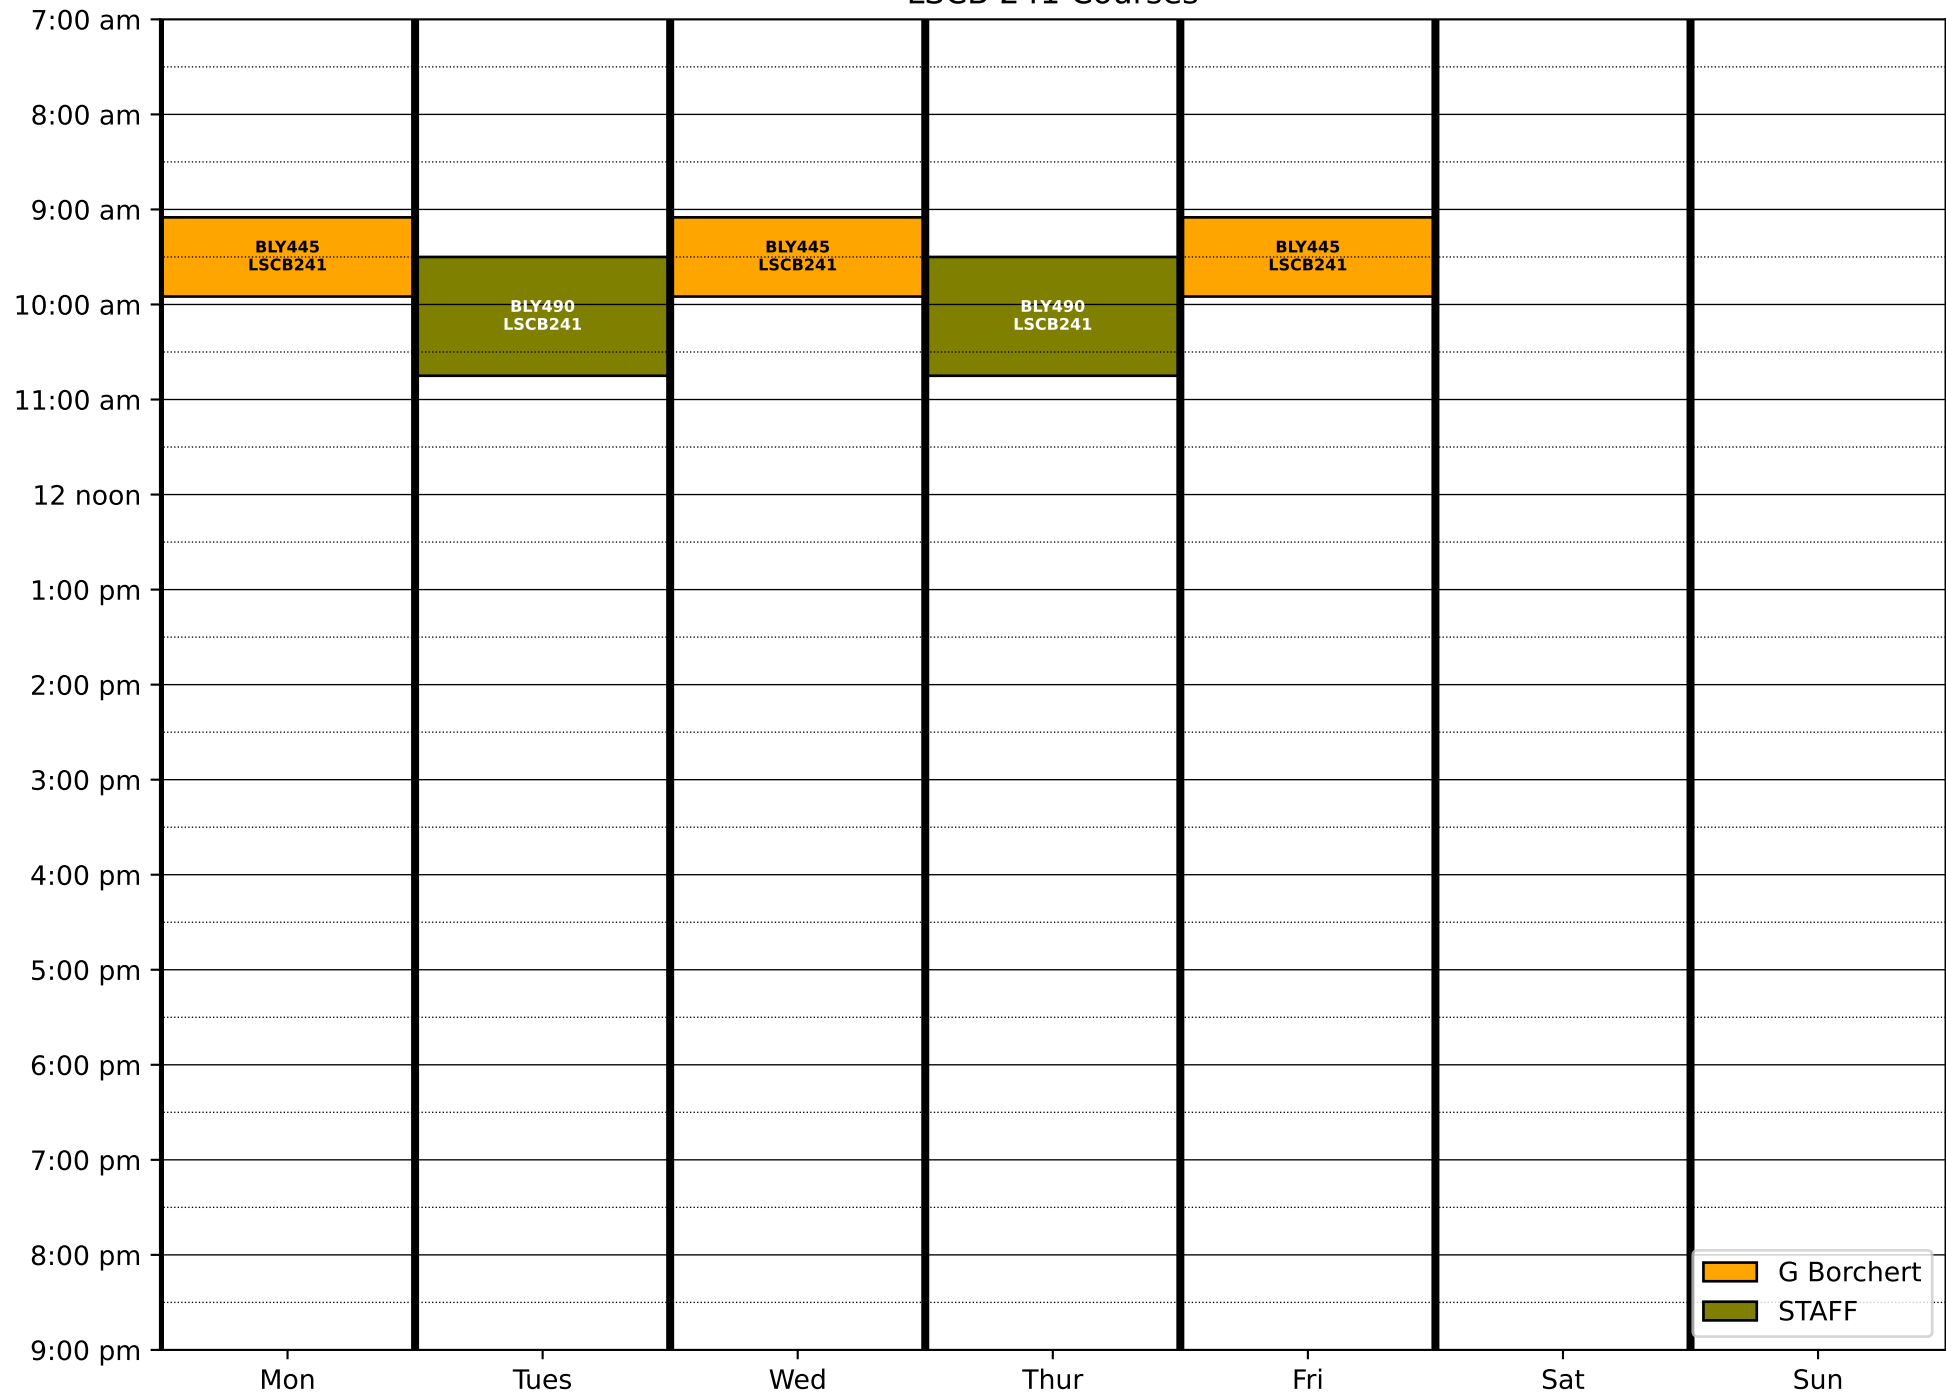 LSCB 241 Courses
7:00 am
8:00 am
9:00 am
10:00 am
11:00 am
12 noon
1:00 pm
2:00 pm
3:00 pm
4:00 pm
5:00 pm
6:00 pm
7:00 pm
8:00 pm
9:00 pm
BLY445
LSCB241
BLY490
LSCB241
BLY445
LSCB241
BLY490
LSCB241
BLY445
LSCB241
G Borchert
STAFF
Mon
Tues
Wed
Thur
Fri
Sat
Sun